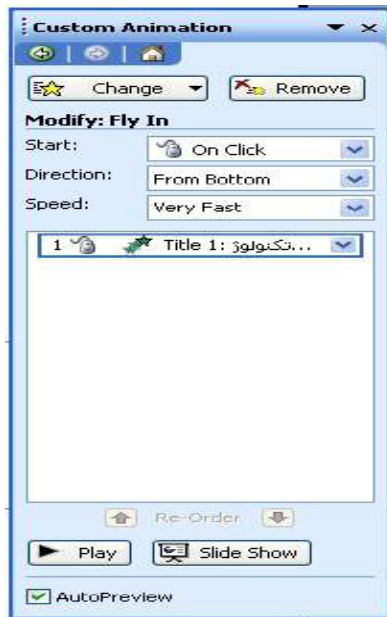 Custom Animation
Change
Remove
Modify: Fly In
Start: On Click
Direction: From Bottom
Speed: Very Fast
1 Title 1: تكنولوژ...
Re-Order
Play
Slide Show
AutoPreview